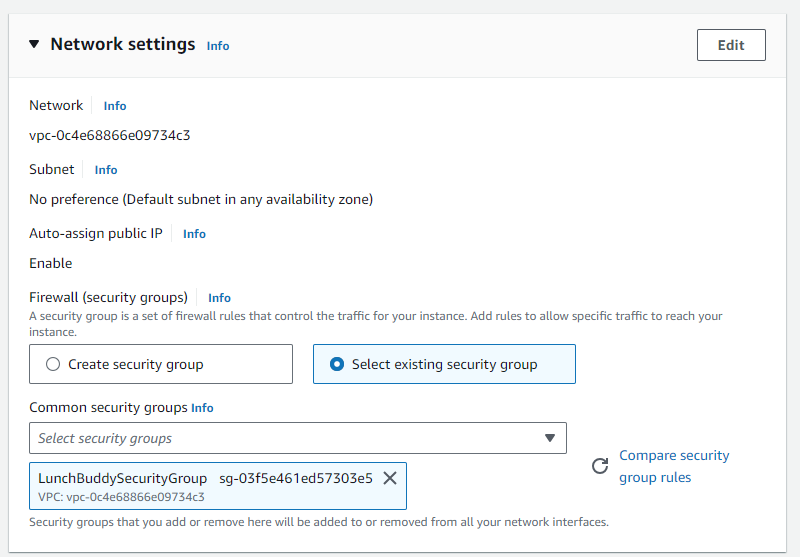 Network settings Info
Edit
Network Info
vpc-0c4e68866e09734c3
Subnet Info
No preference (Default subnet in any availability zone)
Auto-assign public IP Info
Enable
Firewall (security groups) Info
A security group is a set of firewall rules that control the traffic for your instance. Add rules to allow specific traffic to reach your
instance.
Create security group
Select existing security group
Common security groups Info
Select security groups
LunchBuddySecurityGroup sg-03f5e461ed57303e5
VPC: vpc-0c4e68866e09734c3
Compare security
group rules
Security groups that you add or remove here will be added to or removed from all your network interfaces.